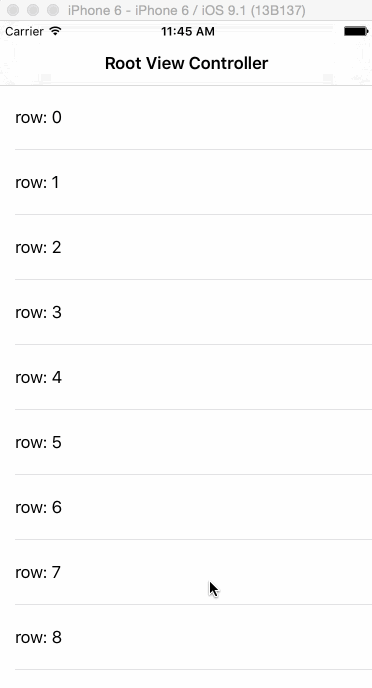 iPhone 6 - iPhone 6 / iOS 9.1 (13B137)
Carrier 11:45 AM
Root View Controller
row: 0
row: 1
row: 2
row: 3
row: 4
row: 5
row: 6
row: 7
row: 8